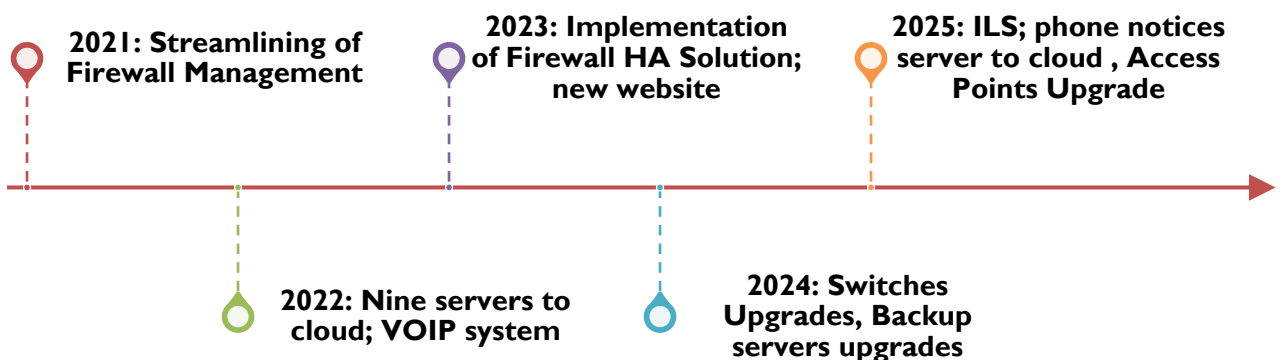 2021: Streamlining of
Firewall Management
2022: Nine servers to
cloud; VOIP system
2023: Implementation
of Firewall HA Solution;
new website
2024: Switches
Upgrades, Backup
servers upgrades
2025: ILS; phone notices
server to cloud , Access
Points Upgrade